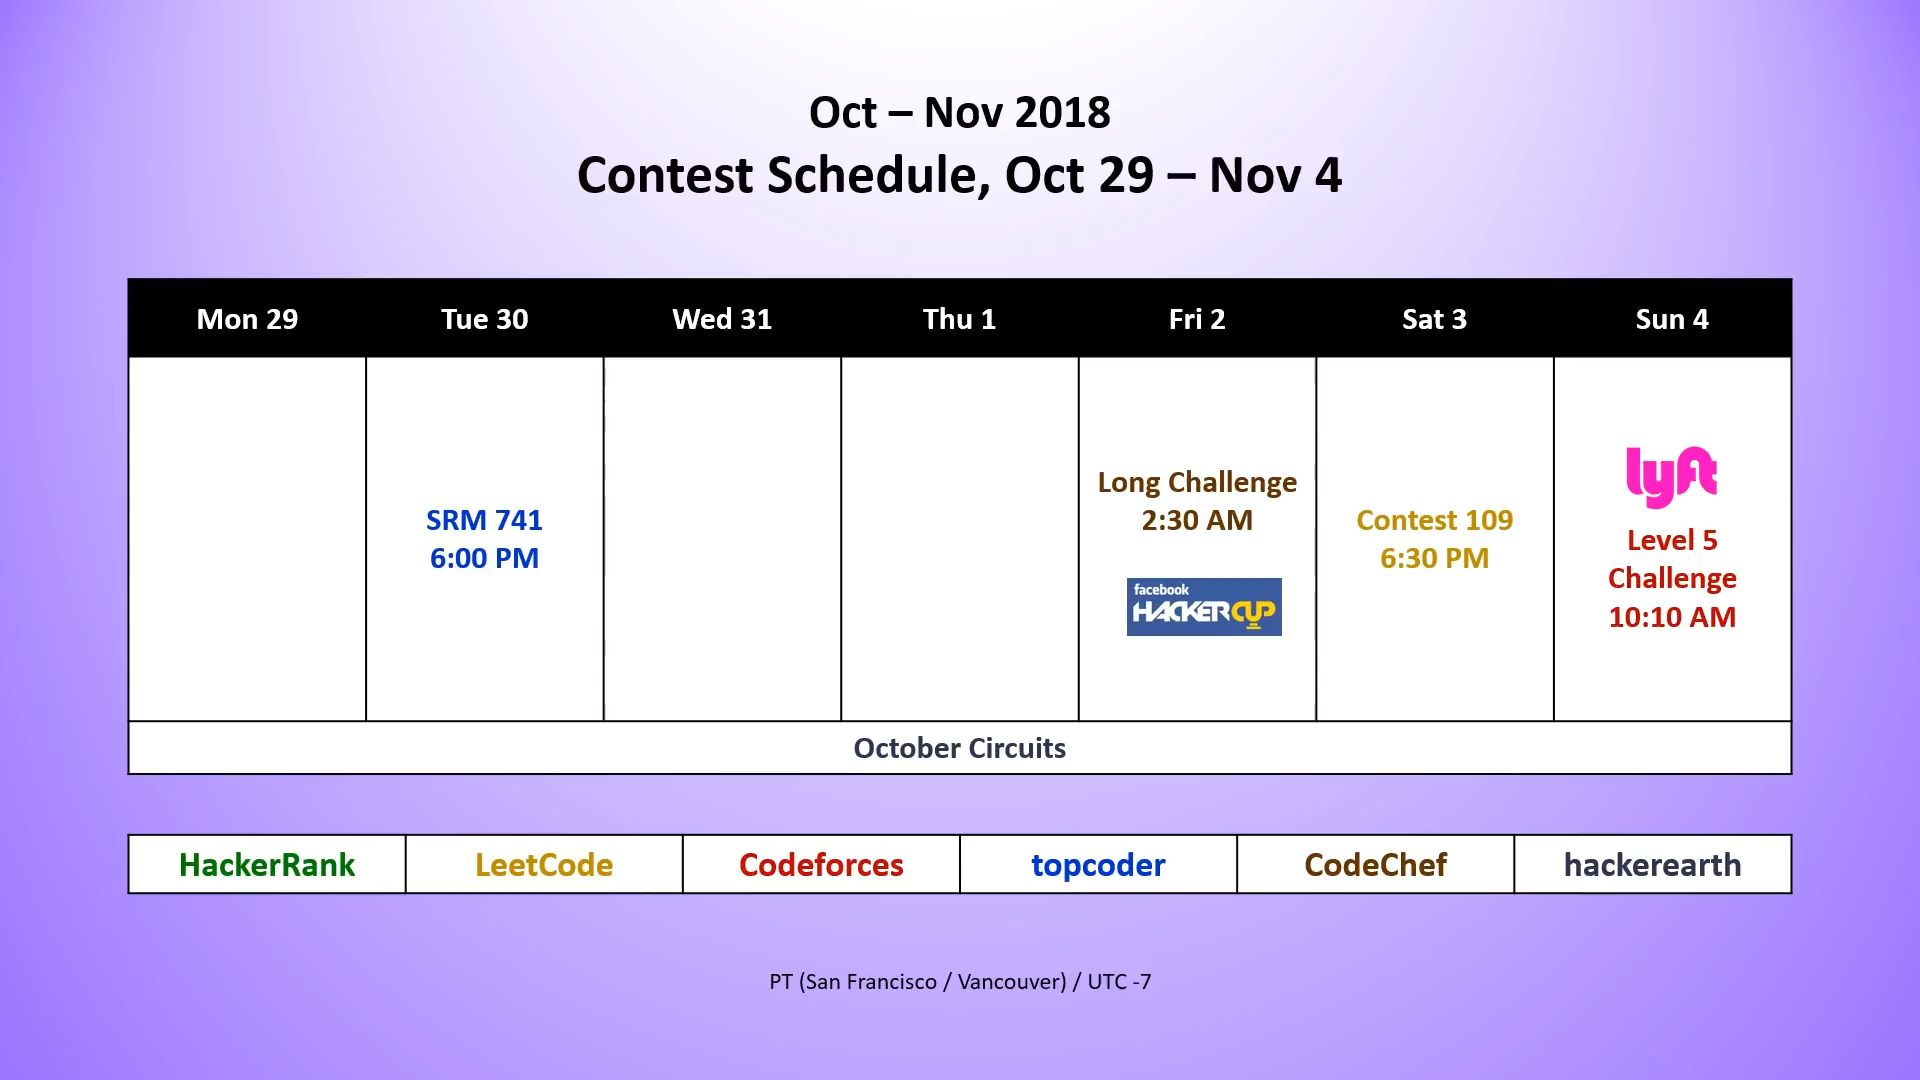 Oct – Nov 2018
Contest Schedule, Oct 29 – Nov 4
Mon 29
Tue 30
Wed 31
Thu 1
Fri 2
Sat 3
Sun 4
SRM 741
6:00 PM
Long Challenge
2:30 AM
facebook
HACKERCUP
Contest 109
6:30 PM
lyft
Level 5
Challenge
10:10 AM
October Circuits
HackerRank
LeetCode
Codeforces
topcoder
CodeChef
hackerearth
PT (San Francisco / Vancouver) / UTC -7